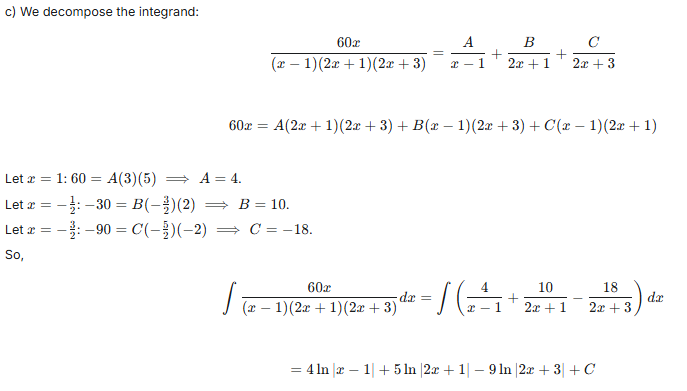 c) We decompose the integrand:
\frac{60x}{(x-1)(2x+1)(2x+3)} = \frac{A}{x-1} + \frac{B}{2x+1} + \frac{C}{2x+3}
60x = A(2x+1)(2x+3) + B(x-1)(2x+3) + C(x-1)(2x+1)
Let x = 1: 60 = A(3)(5) ⟹ A = 4.
Let x = -\frac{1}{2}: -30 = B(-\frac{3}{2})(2) ⟹ B = 10.
Let x = -\frac{3}{2}: -90 = C(-\frac{5}{2})(-2) ⟹ C = -18.
So,
\int \frac{60x}{(x-1)(2x+1)(2x+3)} dx = \int \left( \frac{4}{x-1} + \frac{10}{2x+1} - \frac{18}{2x+3} \right) dx
= 4 ln |x - 1| + 5 ln |2x + 1| - 9 ln |2x + 3| + C